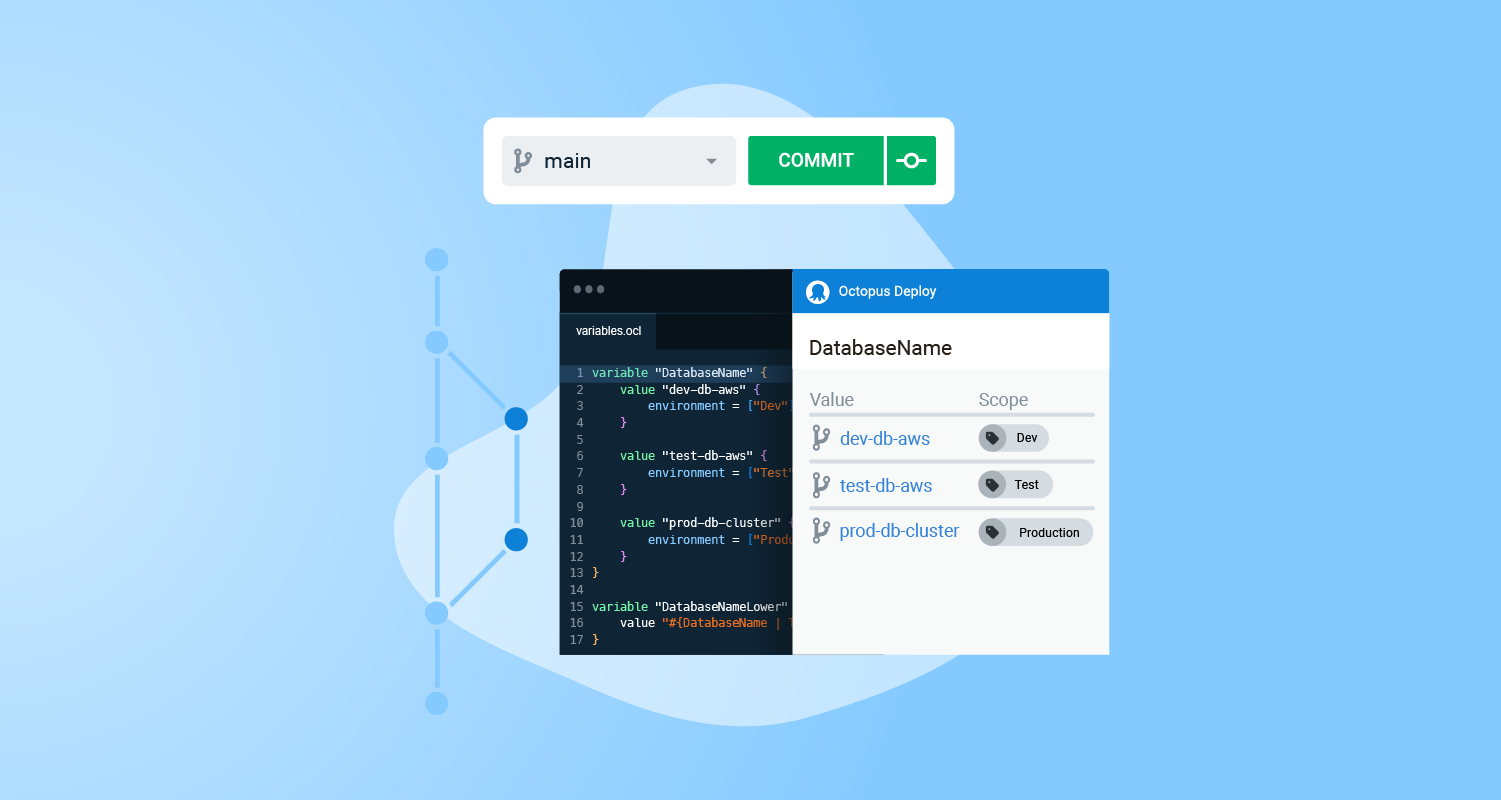 main
COMMIT
variables.ocl
1 variable "DatabaseName" {
2 value "dev-db-aws" {
3 environment = ["Dev"]
4 }
5
6 value "test-db-aws" {
7 environment = ["Test"
8 }
9
10 value "prod-db-cluster" {
11 environment = ["Produ
12 }
13 }
14
15 variable "DatabaseNameLower"
16 value "#{DatabaseName | T
17 }
Octopus Deploy
DatabaseName
Value Scope
dev-db-aws Dev
test-db-aws Test
prod-db-cluster Production